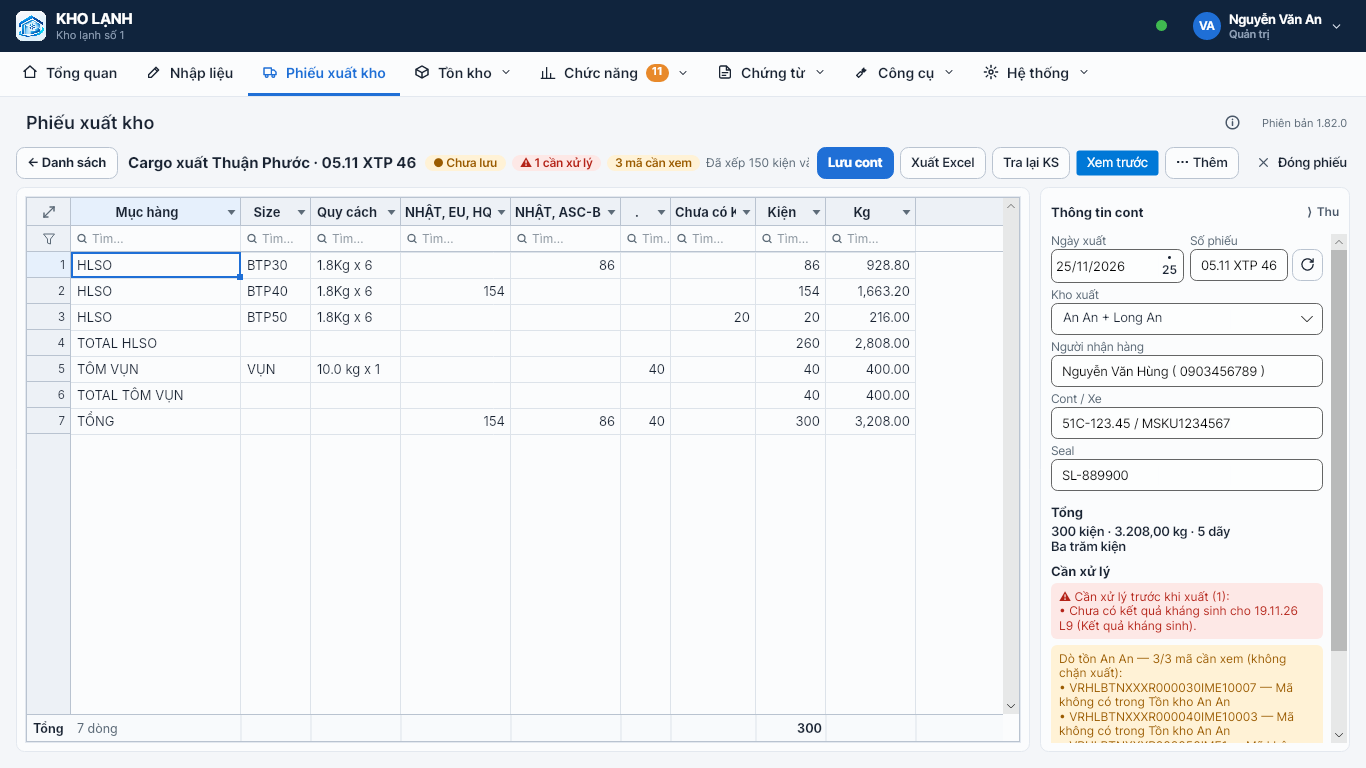 KHO LẠNH
Kho lạnh số 1
VA
Nguyễn Văn An
Quản trị
Tổng quan
Nhập liệu
Phiếu xuất kho
Tồn kho
Chức năng 11
Chứng từ
Công cụ
Hệ thống
Phiếu xuất kho
Phiên bản 1.82.0
← Danh sách
Cargo xuất Thuận Phước · 05.11 XTP 46
Chưa lưu
1 cần xử lý
3 mã cần xem
Đã xếp 150 kiện và
Lưu cont
Xuất Excel
Tra lại KS
Xem trước
··· Thêm
Đóng phiếu
Mục hàng Size Quy cách NHẬT, EU, HQ NHẬT, ASC-B . Chưa có K Kiện Kg
Tìm... Tìm... Tìm... Tìm... Tìm... Tìm... Tìm... Tìm... Tìm...
1 HLSO BTP30 1.8Kg x 6 86 86 928.80
2 HLSO BTP40 1.8Kg x 6 154 154 1,663.20
3 HLSO BTP50 1.8Kg x 6 20 20 216.00
4 TOTAL HLSO 260 2,808.00
5 TÔM VỤN VỤN 10.0 kg x 1 40 40 400.00
6 TOTAL TÔM VỤN 40 400.00
7 TỔNG 154 86 40 300 3,208.00
Tổng 7 dòng 300
Thông tin cont
⟩ Thu
Ngày xuất
Số phiếu
25/11/2026
25
05.11 XTP 46
Kho xuất
An An + Long An
Người nhận hàng
Nguyễn Văn Hùng ( 0903456789 )
Cont / Xe
51C-123.45 / MSKU1234567
Seal
SL-889900
Tổng
300 kiện · 3.208,00 kg · 5 dãy
Ba trăm kiện
Cần xử lý
Cần xử lý trước khi xuất (1):
• Chưa có kết quả kháng sinh cho 19.11.26
L9 (Kết quả kháng sinh).
Dò tồn An An — 3/3 mã cần xem (không
chặn xuất):
• VRHLBTNXXXR000030IME10007 — Mã
không có trong Tồn kho An An
• VRHLBTNXXXR000040IME10003 — Mã
không có trong Tồn kho An An